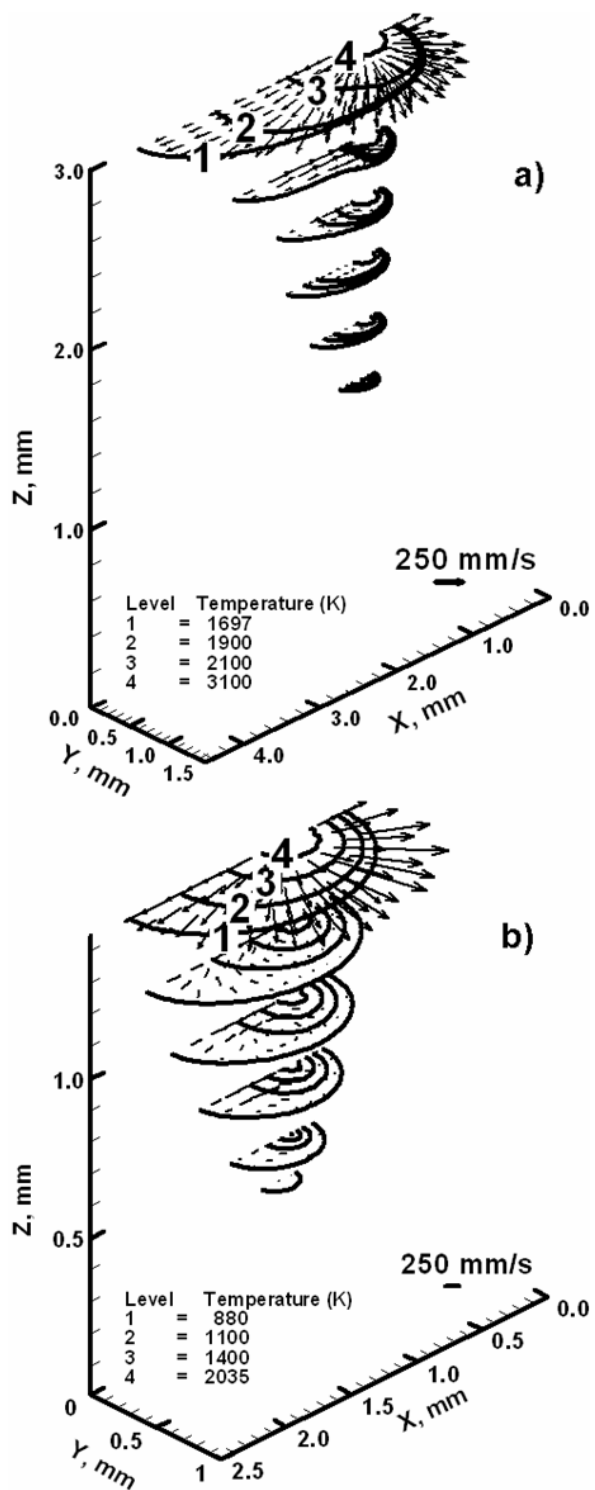 4
3
2
1
3.0
a)
2.0
Z, mm
1.0
250 mm/s
Level Temperature (K)
1 = 1697
2 = 1900
3 = 2100
4 = 3100
0.0
1.0
2.0
3.0
4.0
X, mm
0.0
0.5
1.0
1.5
Y, mm
4
3
2
1
b)
1.0
Z, mm
0.5
250 mm/s
Level Temperature (K)
1 = 880
2 = 1100
3 = 1400
4 = 2035
0.0
0.5
1.0
1.5
2.0
2.5
X, mm
0
0.5
1
Y, mm